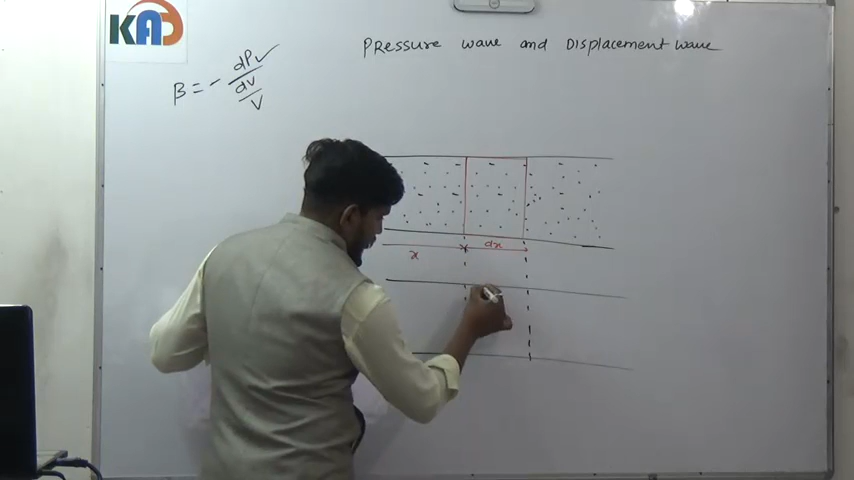 KAD
Pressure wave and Displacement wave
β = - dP ✓
dv
V
x
dx